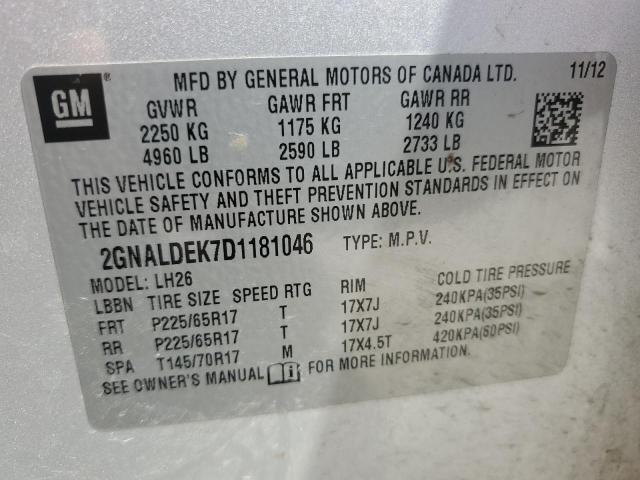 GM ® MFD BY GENERAL MOTORS OF CANADA LTD. 11/12
GVWR GAWR FRT GAWR RR
2250 KG 1175 KG 1240 KG
4960 LB 2590 LB 2733 LB
THIS VEHICLE CONFORMS TO ALL APPLICABLE U.S. FEDERAL MOTOR
VEHICLE SAFETY AND THEFT PREVENTION STANDARDS IN EFFECT ON
THE DATE OF MANUFACTURE SHOWN ABOVE.
2GNALDEK7D1181046 TYPE: M.P.V.
MODEL: LH26
LBBN TIRE SIZE SPEED RTG RIM COLD TIRE PRESSURE
FRT P225/65R17 T 17X7J 240KPA(35PSI)
RR P225/65R17 T 17X7J 240KPA(35PSI)
SPA T145/70R17 M 17X4.5T 420KPA(60PSI)
SEE OWNER'S MANUAL FOR MORE INFORMATION.